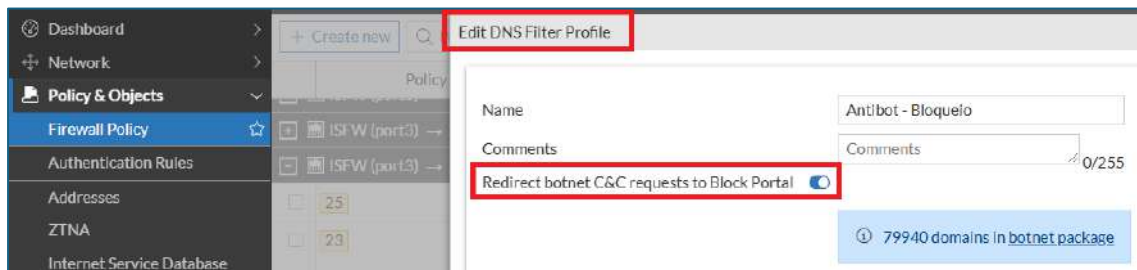 Dashboard
Network
Policy & Objects
Firewall Policy
Authentication Rules
Addresses
ZTNA
Internet Service Database
+ Create new
Policy
ISFW (port3) →
ISFW (port3) →
25
23
Edit DNS Filter Profile
Name
Antibot - Bloqueio
Comments
Comments
0/255
Redirect botnet C&C requests to Block Portal
79940 domains in botnet package